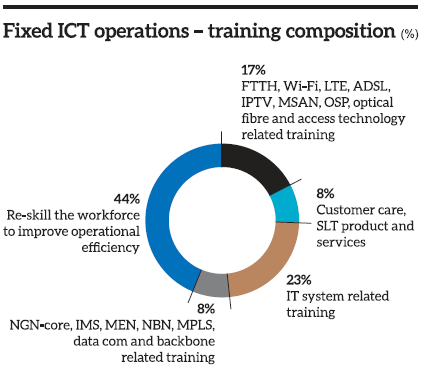 Fixed ICT operations – training composition (%)
17%
FTTH, Wi-Fi, LTE, ADSL,
IPTV, MSAN, OSP, optical
fibre and access technology
related training
8%
Customer care,
SLT product and
services
23%
IT system related
training
8%
NGN-core, IMS, MEN, NBN, MPLS,
data com and backbone
related training
44%
Re-skill the workforce
to improve operational
efficiency